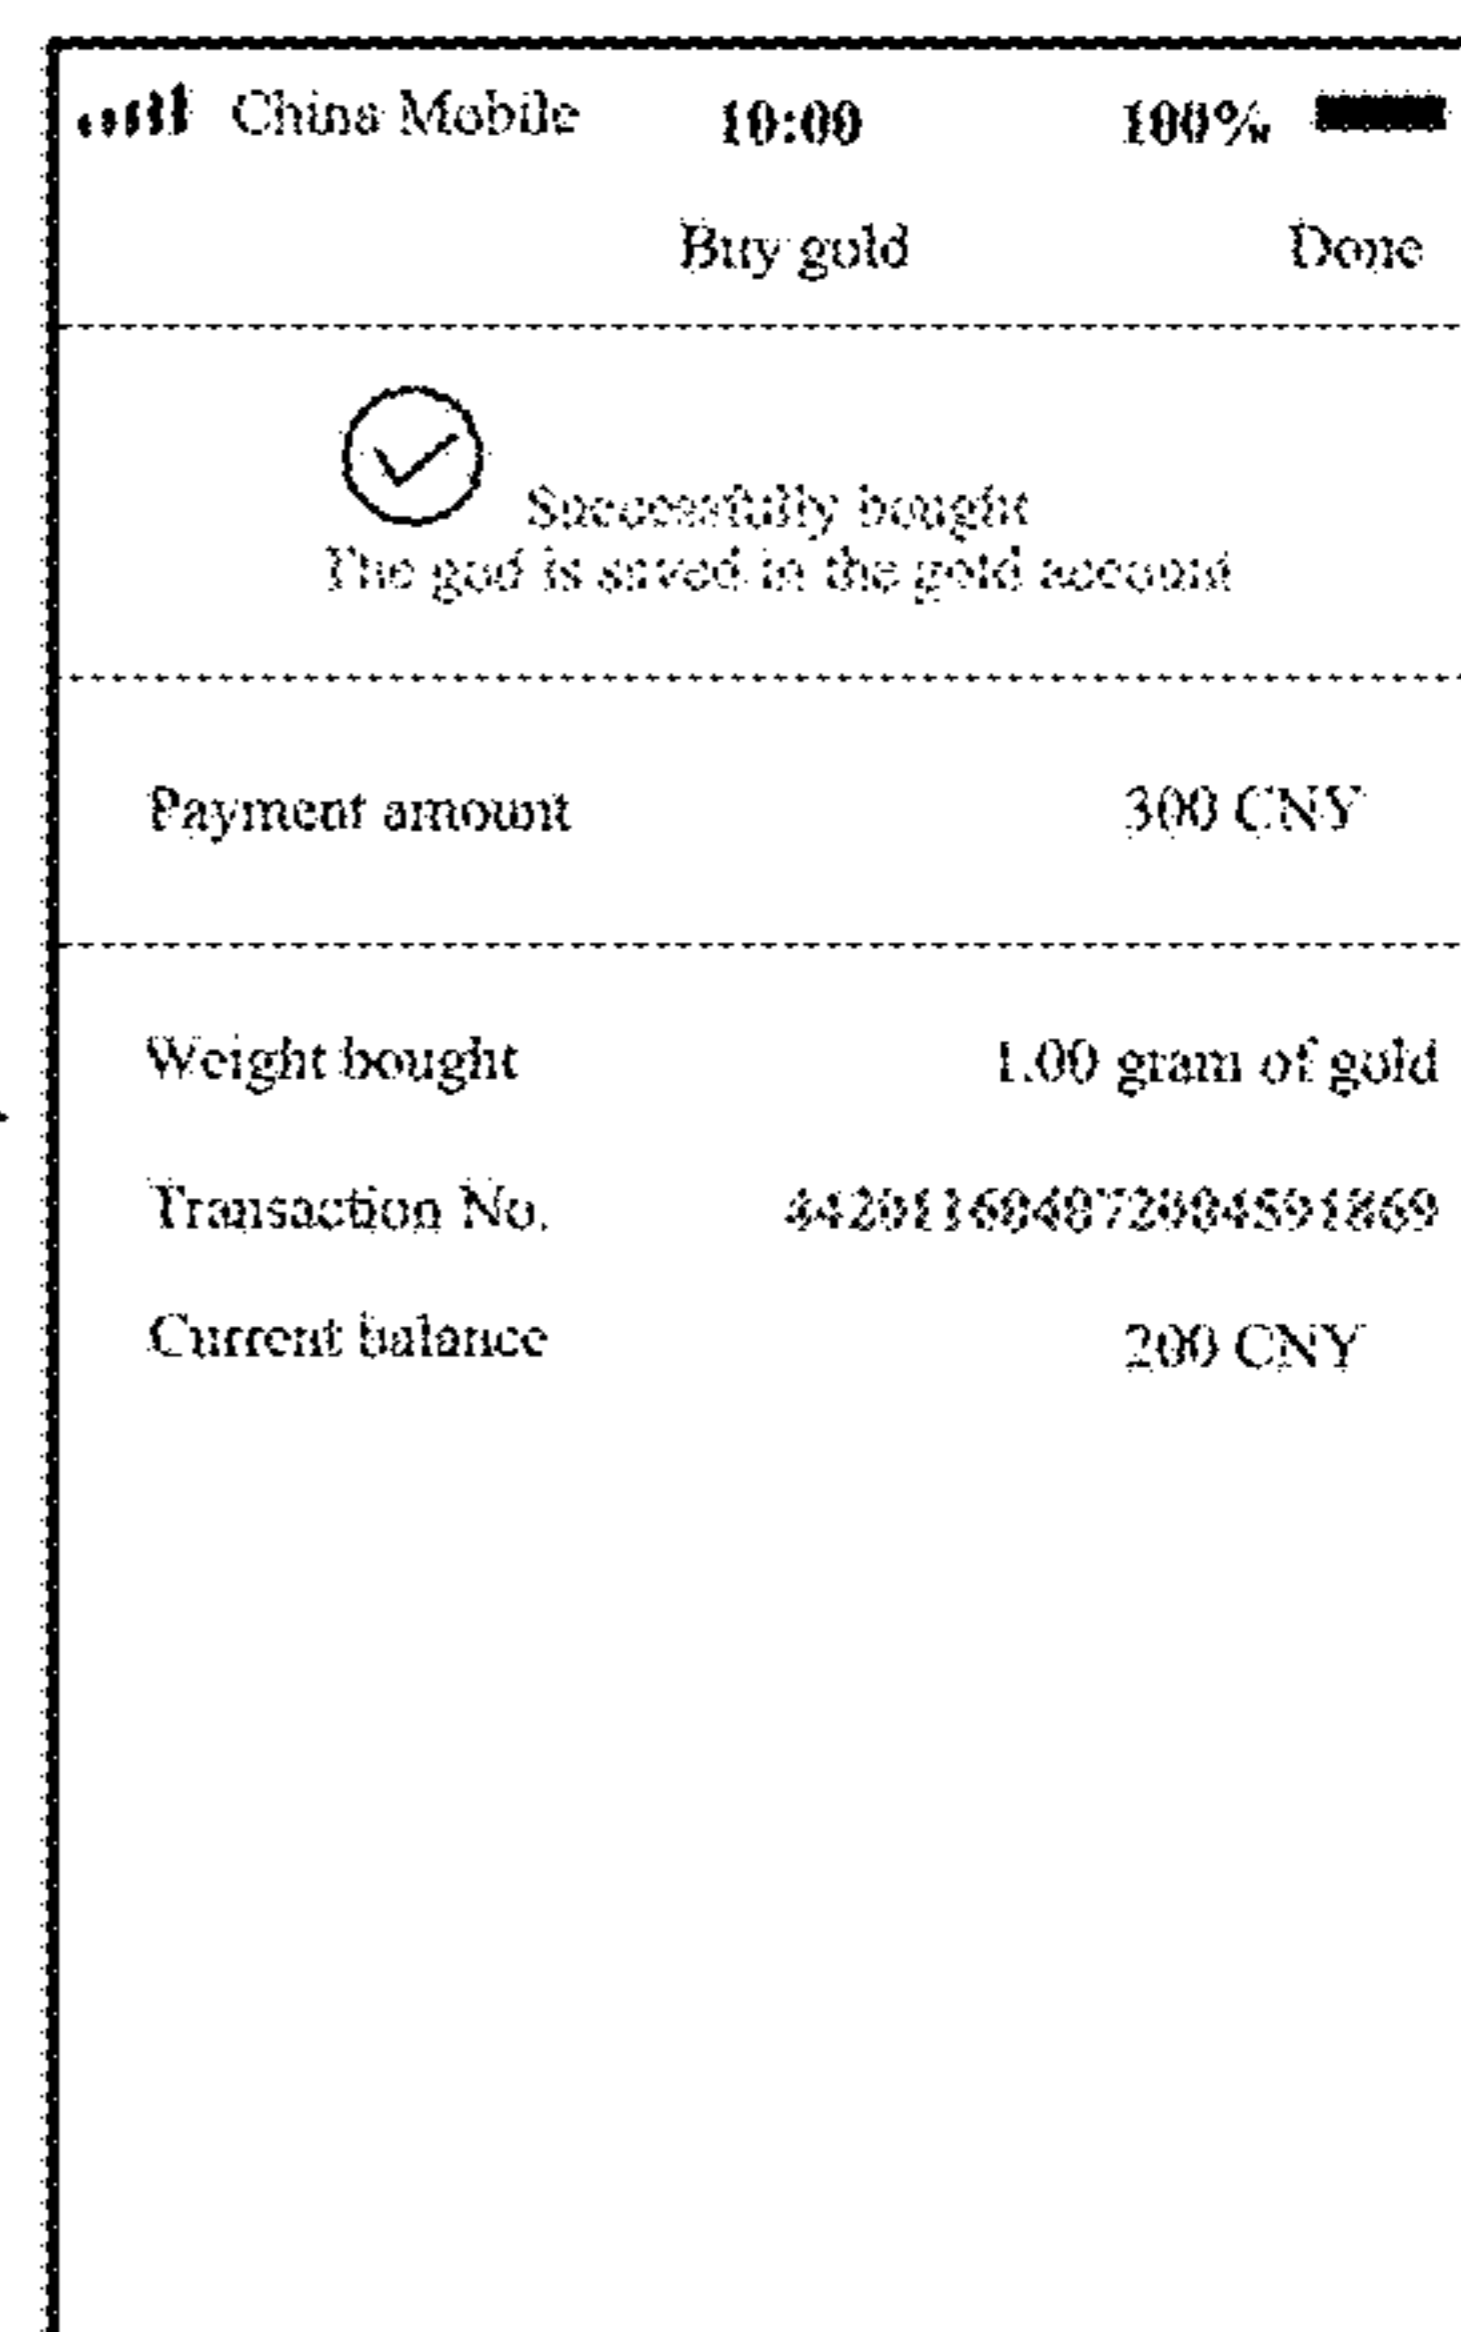 China Mobile 10:00 100%
Buy gold Done
Successfully bought
The god is saved in the gold account
Payment amount 300 CNY
Weight bought 1.00 gram of gold
Transaction No.
Current balance 200 CNY